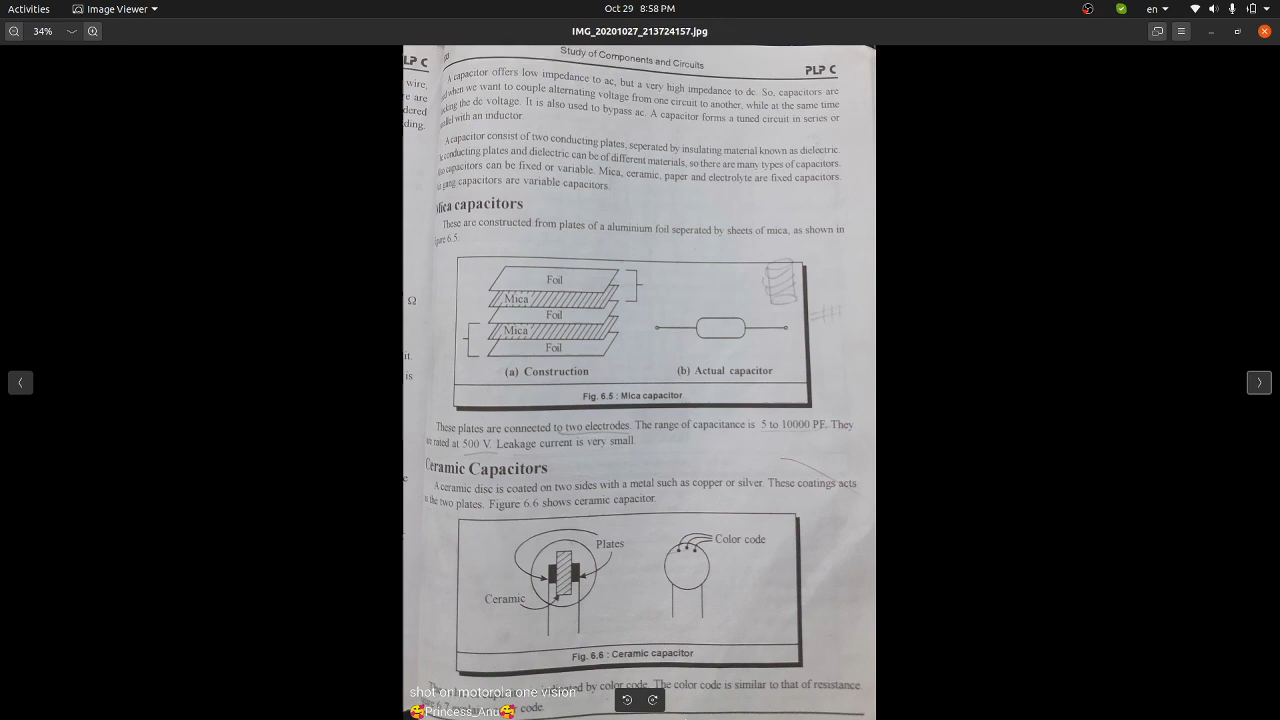 Activities Image Viewer Oct 29 8:58 PM en
34% IMG_20201027_213724157.jpg
LP C Study of Components and Circuits PLP C
wire,
re are
dered
ding.
A capacitor offers low impedance to ac, but a very high impedance to dc. So, capacitors are
when we want to couple alternating voltage from one circuit to another, while at the same time
the dc voltage. It is also used to bypass ac. A capacitor forms a tuned circuit in series or
with an inductor.
A capacitor consist of two conducting plates, seperated by insulating material known as dielectric.
conducting plates and dielectric can be of different materials, so there are many types of capacitors.
capacitors can be fixed or variable. Mica, ceramic, paper and electrolyte are fixed capacitors.
gang capacitors are variable capacitors.
Mica capacitors
These are constructed from plates of a aluminium foil seperated by sheets of mica, as shown in
6.5.
Ω
it.
is
Foil
Mica
Foil
Mica
Foil
(a) Construction (b) Actual capacitor
Fig. 6.5 : Mica capacitor
These plates are connected to two electrodes. The range of capacitance is 5 to 10000 PF. They
rated at 500 V. Leakage current is very small.
Ceramic Capacitors
A ceramic disc is coated on two sides with a metal such as copper or silver. These coatings acts
the two plates. Figure 6.6 shows ceramic capacitor.
Plates Color code
Ceramic
Fig. 6.6 : Ceramic capacitor
by color code. The color code is similar to that of resistance.
code.
shot on motorola one vision
🥰Princess_Anu🥰